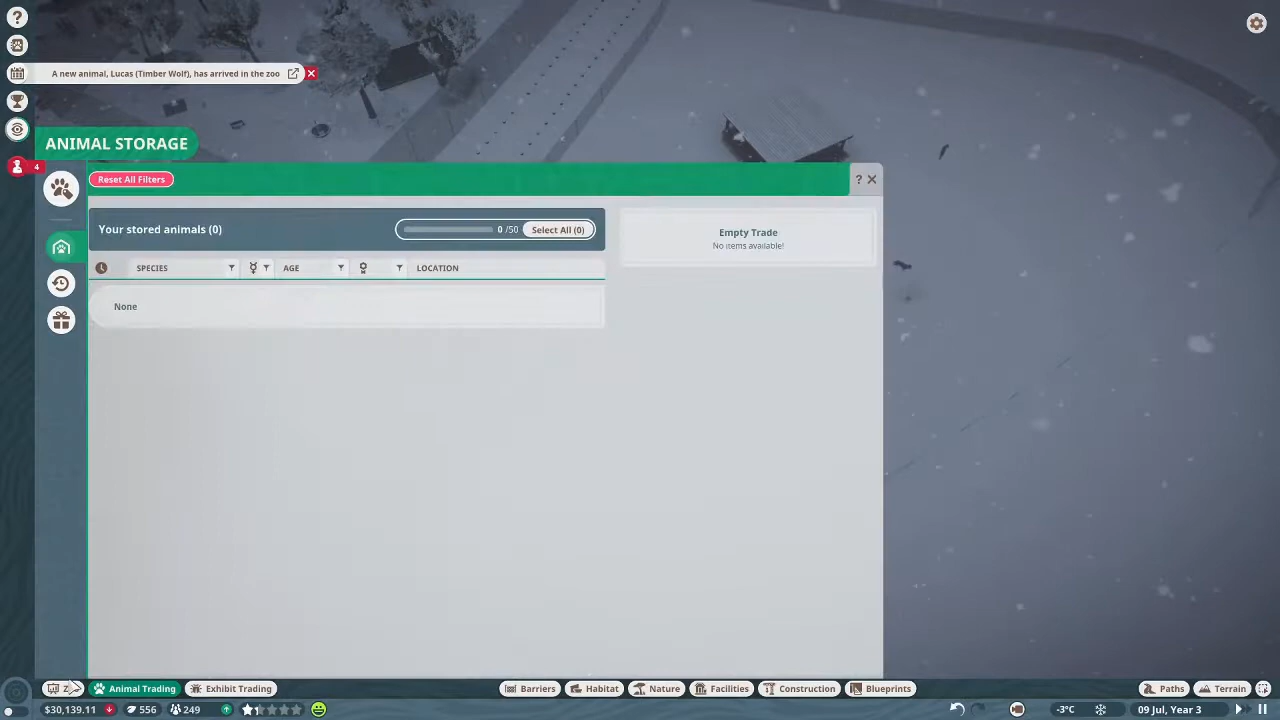 A new animal, Lucas (Timber Wolf), has arrived in the zoo
4
ANIMAL STORAGE
Reset All Filters
?
Your stored animals (0)
0 /50
Select All (0)
Empty Trade
No items available!
SPECIES
AGE
LOCATION
None
Animal Trading
Exhibit Trading
Barriers
Habitat
Nature
Facilities
Construction
Blueprints
Paths
Terrain
$30,139.11
556
249
-3°C
09 Jul, Year 3